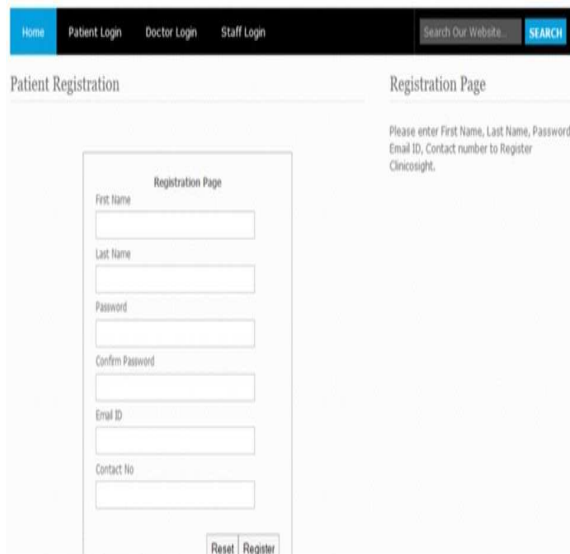 Home Patient Login Doctor Login Staff Login Search Our Website... SEARCH
Patient Registration
Registration Page
First Name
Last Name
Password
Confirm Password
Email ID
Contact No
Reset Register
Registration Page
Please enter First Name, Last Name, Password
Email ID, Contact number to Register
Clinicosight.